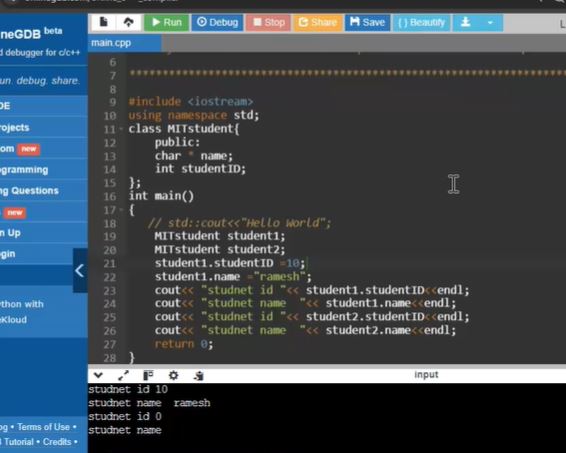 neGDB beta
d debugger for c/c++
un. debug. share.
DE
rojects
om new
ogramming
ng Questions
new
n Up
ogin
thon with
eKloud
og • Terms of Use •
Tutorial • Credits •
Run Debug Stop Share Save { } Beautify
main.cpp
6
7 ****************************************************
8
9 #include <iostream>
10 using namespace std;
11 class MITstudent{
12 public:
13 char * name;
14 int studentID;
15 };
16 int main()
17 {
18 // std::cout<<"Hello World";
19 MITstudent student1;
20 MITstudent student2;
21 student1.studentID =10;
22 student1.name ="ramesh";
23 cout<< "studnet id "<< student1.studentID<<endl;
24 cout<< "studnet name  "<< student1.name<<endl;
25 cout<< "studnet id "<< student2.studentID<<endl;
26 cout<< "studnet name  "<< student2.name<<endl;
27 return 0;
28 }
input
studnet id 10
studnet name  ramesh
studnet id 0
studnet name